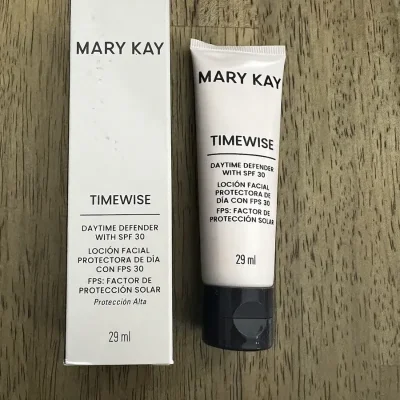 MARY KAY
TIMEWISE
DAYTIME DEFENDER
WITH SPF 30
LOCIÓN FACIAL
PROTECTORA DE DÍA
CON FPS 30
FPS: FACTOR DE
PROTECCIÓN SOLAR
Protección Alta
29 ml
MARY KAY
TIMEWISE
DAYTIME DEFENDER
WITH SPF 30
LOCIÓN FACIAL
PROTECTORA DE
DÍA CON FPS 30
FPS: FACTOR DE
PROTECCIÓN SOLAR
29 ml